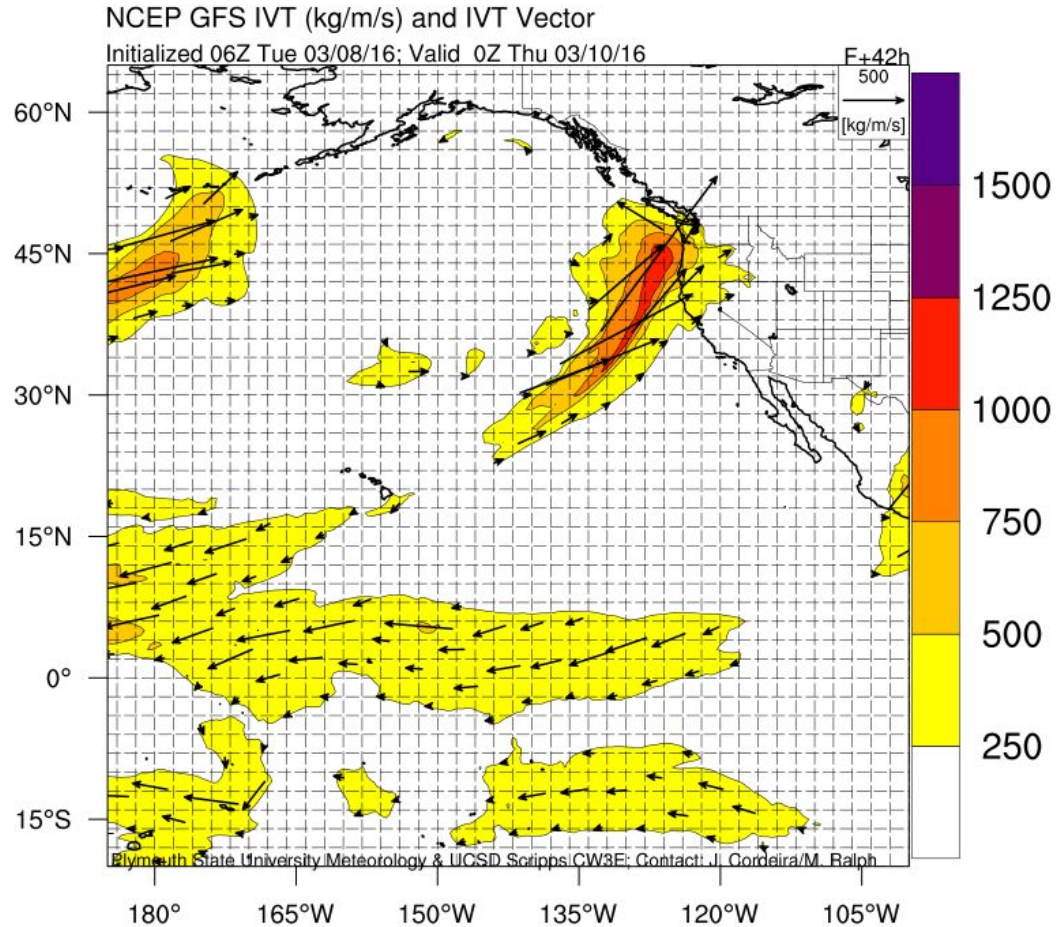 NCEP GFS IVT (kg/m/s) and IVT Vector
Initialized 06Z Tue 03/08/16; Valid 0Z Thu 03/10/16 F+42h
500
[kg/m/s]
60°N
45°N
30°N
15°N
0°
15°S
1500
1250
1000
750
500
250
Plymouth State University Meteorology & UCSD Scripps CW3E; Contact: J. Cordeira/M. Ralph
180° 165°W 150°W 135°W 120°W 105°W